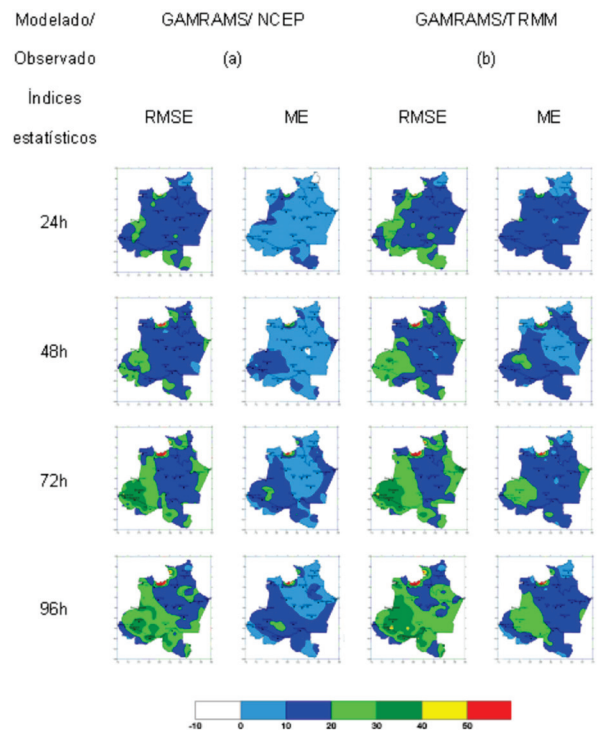 Modelado/ GAMRAMS/ NCEP GAMRAMS/TRMM
Observado (a) (b)
Índices
estatísticos RMSE ME RMSE ME
24h
48h
72h
96h
-10 0 10 20 30 40 50